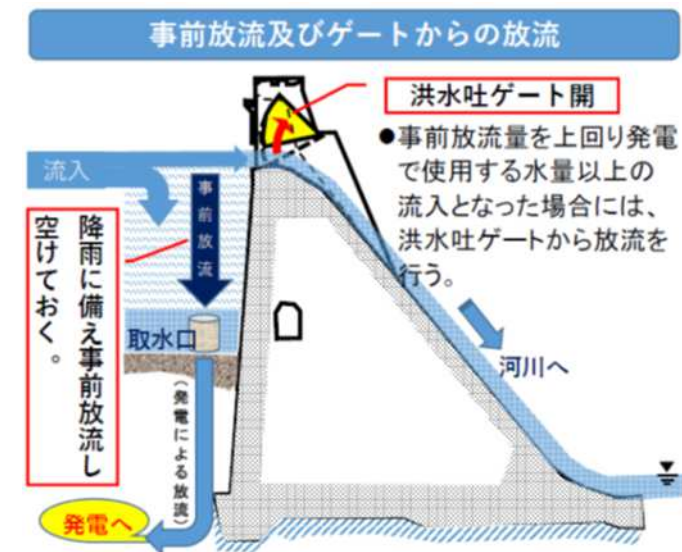 事前放流及びゲートからの放流
洪水吐ゲート開
●事前放流量を上回り発電
で使用する水量以上の
流入となった場合には、
洪水吐ゲートから放流を
行う。
流入
事前放流
降雨に備え事前放流し
空けておく。
取水口
(発電による放流)
発電へ
河川へ